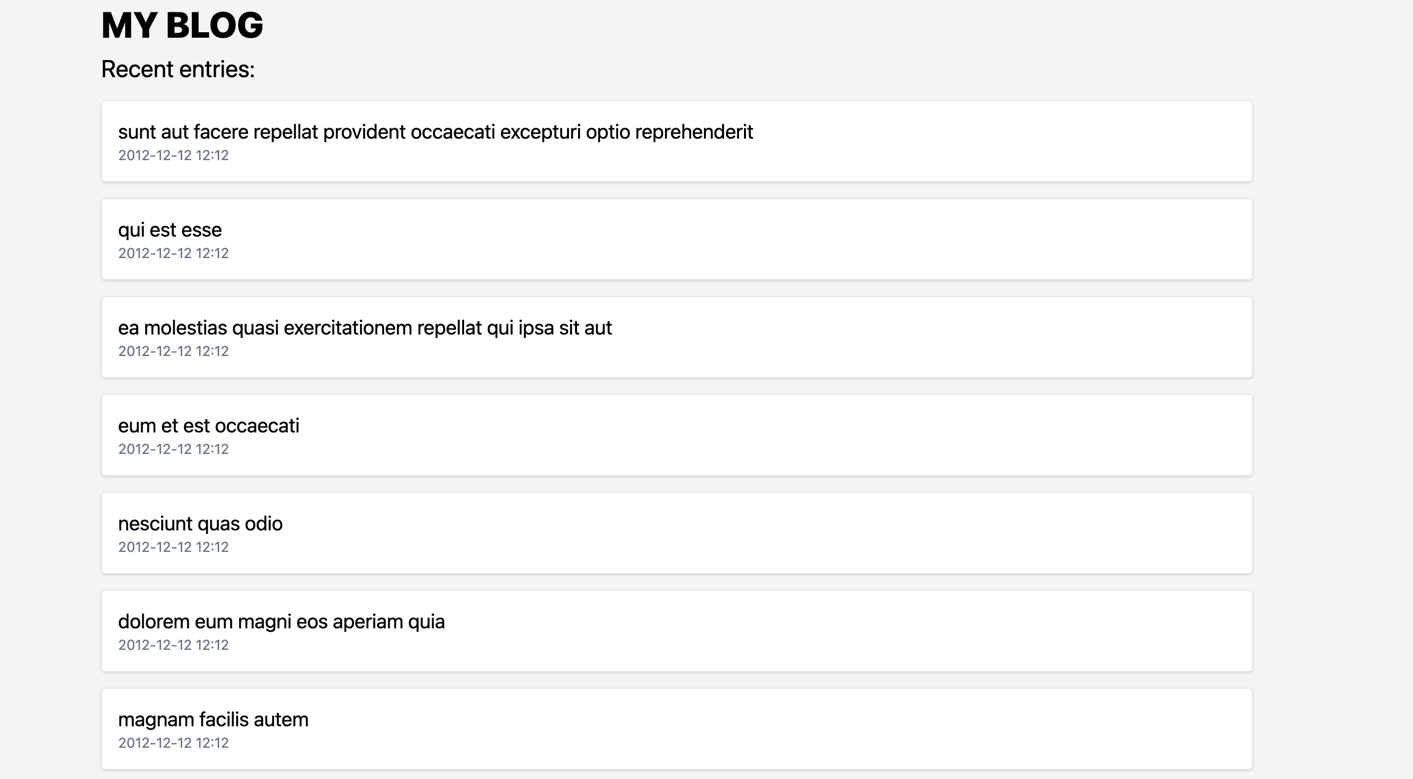 MY BLOG
Recent entries:
sunt aut facere repellat provident occaecati excepturi optio reprehenderit
2012-12-12 12:12
qui est esse
2012-12-12 12:12
ea molestias quasi exercitationem repellat qui ipsa sit aut
2012-12-12 12:12
eum et est occaecati
2012-12-12 12:12
nesciunt quas odio
2012-12-12 12:12
dolorem eum magni eos aperiam quia
2012-12-12 12:12
magnam facilis autem
2012-12-12 12:12